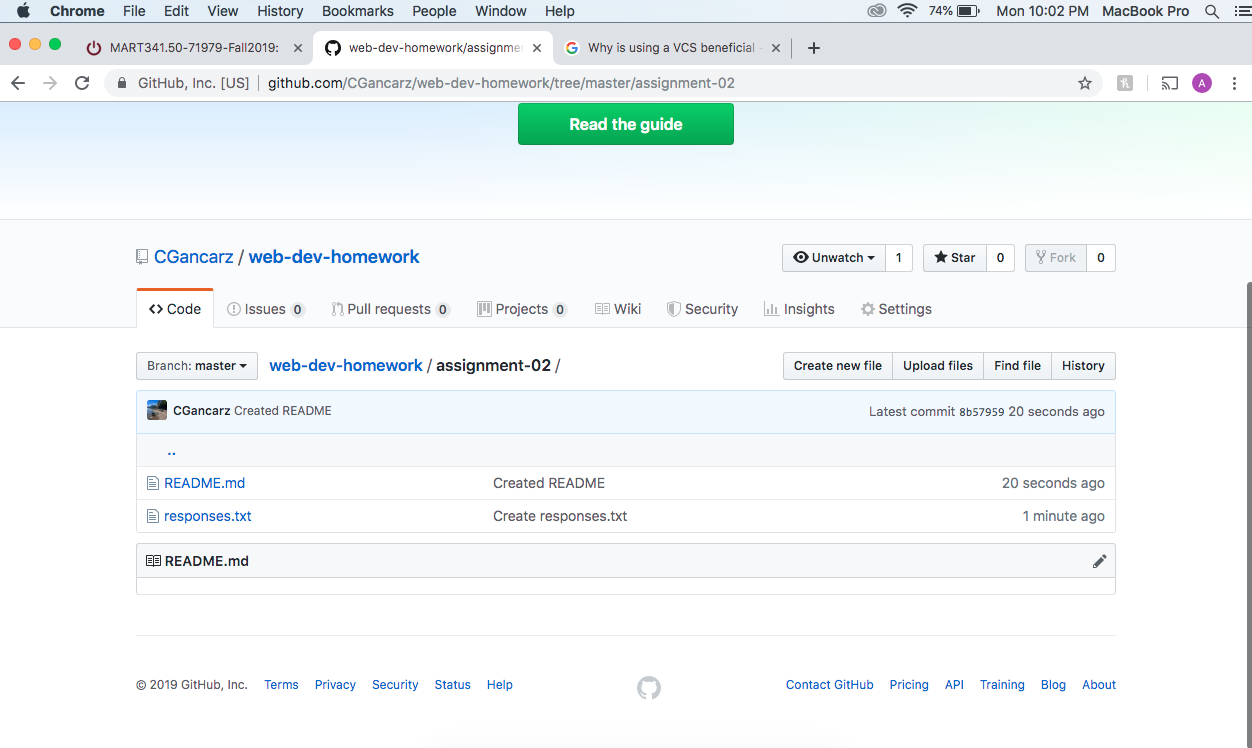 Chrome File Edit View History Bookmarks People Window Help 74% Mon 10:02 PM MacBook Pro
MART341.50-71979-Fall2019: web-dev-homework/assignme Why is using a VCS beneficial -
GitHub, Inc. [US] github.com/CGancarz/web-dev-homework/tree/master/assignment-02 A
Read the guide
CGancarz / web-dev-homework Unwatch 1 Star 0 Fork 0
Code Issues 0 Pull requests 0 Projects 0 Wiki Security Insights Settings
Branch: master web-dev-homework / assignment-02 / Create new file Upload files Find file History
CGancarz Created README Latest commit 8b57959 20 seconds ago
..
README.md Created README 20 seconds ago
responses.txt Create responses.txt 1 minute ago
README.md
© 2019 GitHub, Inc. Terms Privacy Security Status Help Contact GitHub Pricing API Training Blog About